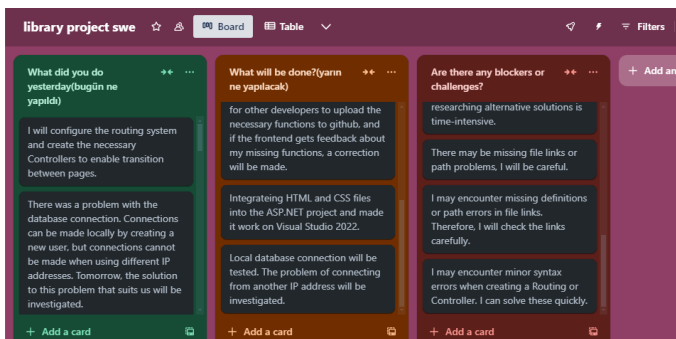 library project swe
Board
Table
Filters
What did you do
yesterday(bugün ne
yapıldı)
I will configure the routing system
and create the necessary
Controllers to enable transition
between pages.
There was a problem with the
database connection. Connections
can be made locally by creating a
new user, but connections cannot
be made when using different IP
addresses. Tomorrow, the solution
to this problem that suits us will be
investigated.
+ Add a card
What will be done?(yarın
ne yapılacak)
for other developers to upload the
necessary functions to github, and
if the frontend gets feedback about
my missing functions, a correction
will be made.
Integrateing HTML and CSS files
into the ASP.NET project and made
it work on Visual Studio 2022.
Local database connection will be
tested. The problem of connecting
from another IP address will be
investigated.
+ Add a card
Are there any blockers or
challenges?
researching alternative solutions is
time-intensive.
There may be missing file links or
path problems, I will be careful.
I may encounter missing definitions
or path errors in file links.
Therefore, I will check the links
carefully.
I may encounter minor syntax
errors when creating a Routing or
Controller. I can solve these quickly.
+ Add a card
+ Add an